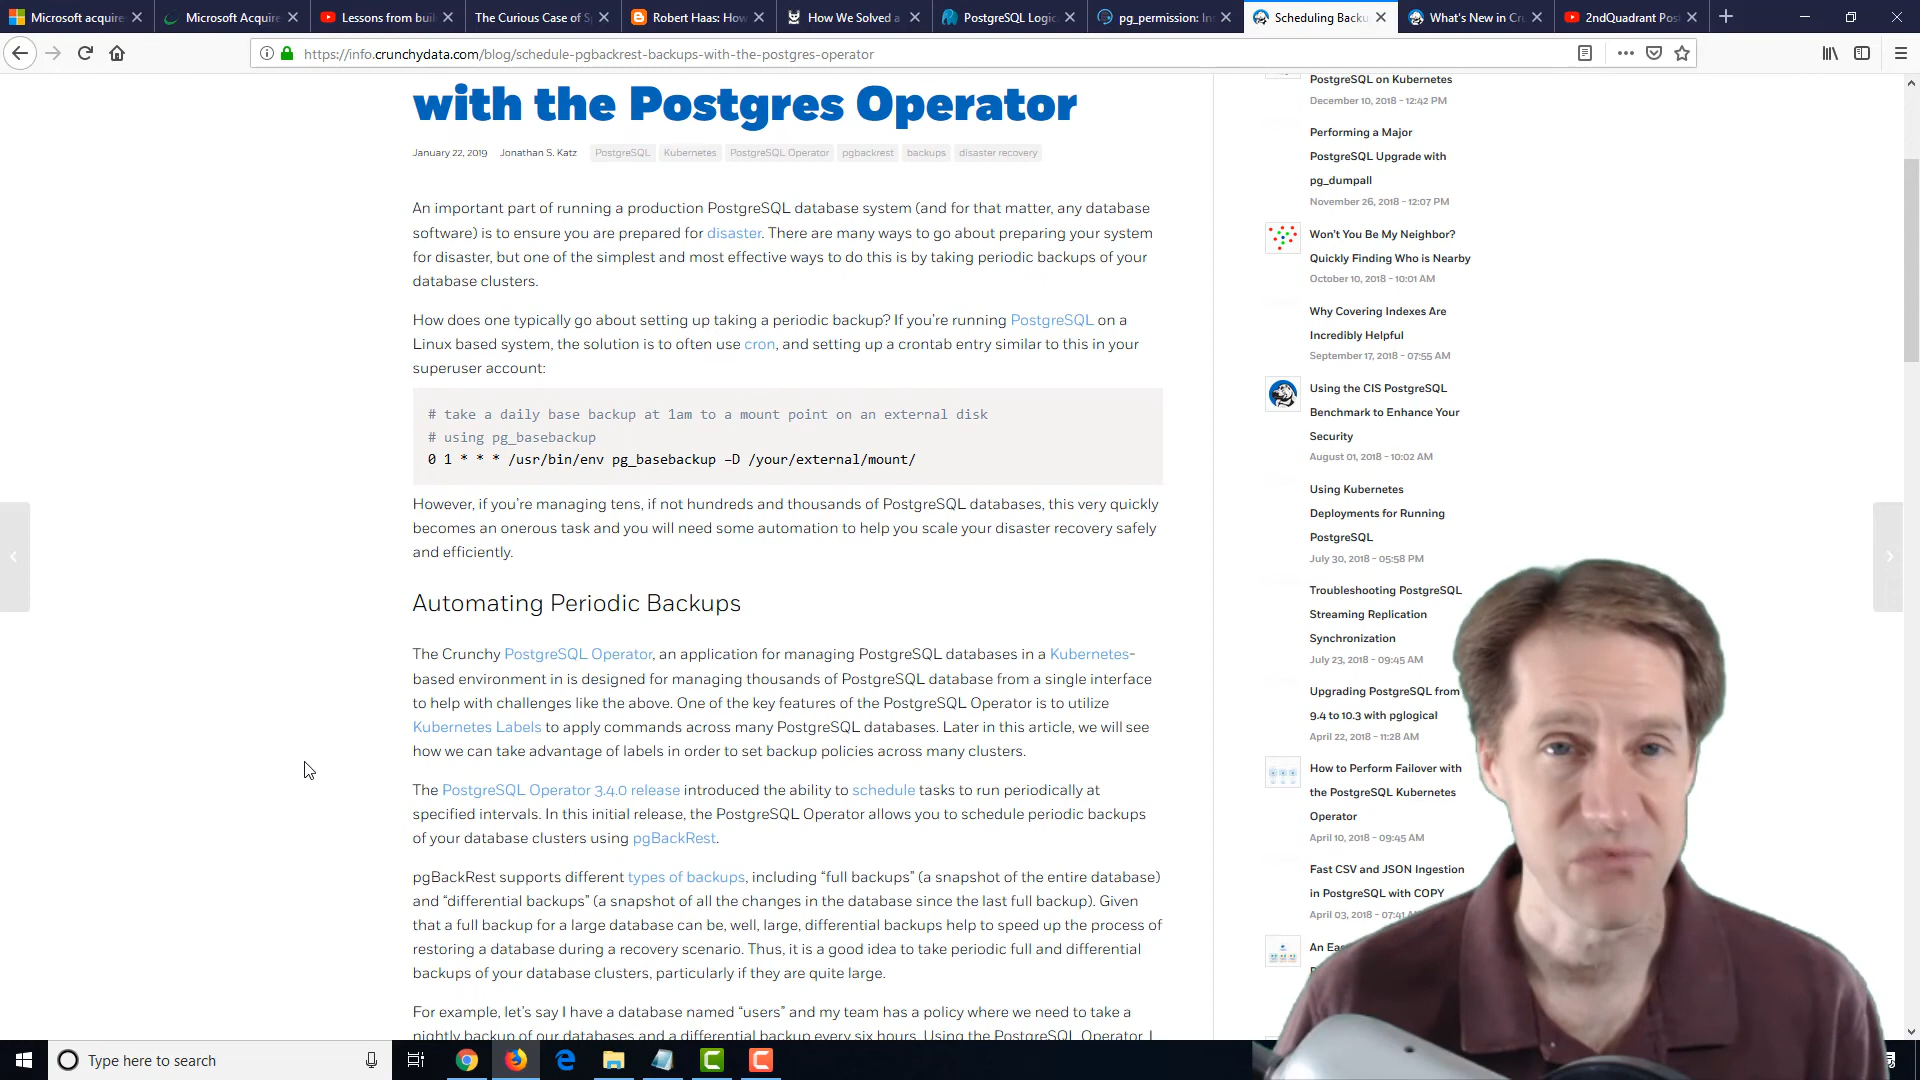 Microsoft acquire
Microsoft Acquire
Lessons from buil
The Curious Case of S
Robert Haas: How
How We Solved a
PostgreSQL Logic
pg_permission: Ins
Scheduling Backu
What's New in Cru
2ndQuadrant Post
https://info.crunchydata.com/blog/schedule-pgbackrest-backups-with-the-postgres-operator
with the Postgres Operator
January 22, 2019 Jonathan S. Katz PostgreSQL Kubernetes PostgreSQL Operator pgbackrest backups disaster recovery
An important part of running a production PostgreSQL database system (and for that matter, any database
software) is to ensure you are prepared for disaster. There are many ways to go about preparing your system
for disaster, but one of the simplest and most effective ways to do this is by taking periodic backups of your
database clusters.
How does one typically go about setting up taking a periodic backup? If you're running PostgreSQL on a
Linux based system, the solution is to often use cron, and setting up a crontab entry similar to this in your
superuser account:
# take a daily base backup at 1am to a mount point on an external disk
# using pg_basebackup
0 1 * * * /usr/bin/env pg_basebackup –D /your/external/mount/
However, if you're managing tens, if not hundreds and thousands of PostgreSQL databases, this very quickly
becomes an onerous task and you will need some automation to help you scale your disaster recovery safely
and efficiently.
Automating Periodic Backups
The Crunchy PostgreSQL Operator, an application for managing PostgreSQL databases in a Kubernetes-
based environment in is designed for managing thousands of PostgreSQL database from a single interface
to help with challenges like the above. One of the key features of the PostgreSQL Operator is to utilize
Kubernetes Labels to apply commands across many PostgreSQL databases. Later in this article, we will see
how we can take advantage of labels in order to set backup policies across many clusters.
The PostgreSQL Operator 3.4.0 release introduced the ability to schedule tasks to run periodically at
specified intervals. In this initial release, the PostgreSQL Operator allows you to schedule periodic backups
of your database clusters using pgBackRest.
pgBackRest supports different types of backups, including “full backups” (a snapshot of the entire database)
and “differential backups” (a snapshot of all the changes in the database since the last full backup). Given
that a full backup for a large database can be, well, large, differential backups help to speed up the process of
restoring a database during a recovery scenario. Thus, it is a good idea to take periodic full and differential
backups of your database clusters, particularly if they are quite large.
For example, let's say I have a database named “users” and my team has a policy where we need to take a
nightly backup of our databases and a differential backup every six hours. Using the PostgreSQL Operator, I
PostgreSQL on Kubernetes
December 10, 2018 - 12:42 PM
Performing a Major
PostgreSQL Upgrade with
pg_dumpall
November 26, 2018 - 12:07 PM
Won't You Be My Neighbor?
Quickly Finding Who is Nearby
October 10, 2018 - 10:01 AM
Why Covering Indexes Are
Incredibly Helpful
September 17, 2018 - 07:55 AM
Using the CIS PostgreSQL
Benchmark to Enhance Your
Security
August 01, 2018 - 10:02 AM
Using Kubernetes
Deployments for Running
PostgreSQL
July 30, 2018 - 05:58 PM
Troubleshooting PostgreSQL
Streaming Replication
Synchronization
July 23, 2018 - 09:45 AM
Upgrading PostgreSQL from
9.4 to 10.3 with pglogical
April 22, 2018 - 11:28 AM
How to Perform Failover with
the PostgreSQL Kubernetes
Operator
April 10, 2018 - 09:45 AM
Fast CSV and JSON Ingestion
in PostgreSQL with COPY
April 03, 2018 - 07:41
An Eas
Type here to search